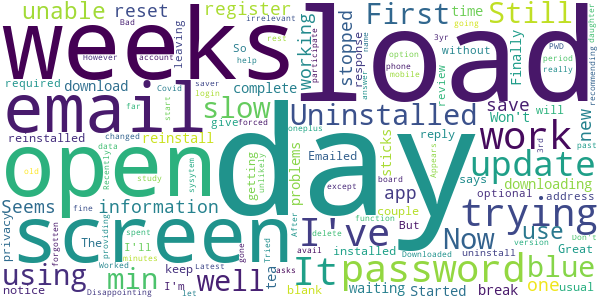 unable reset register First Still
Bad
weeks load
leaving account working stopped response without time Finally
So
Covid participate 3yr going rest irrelevant daughter
option phone mobile answer name PWD period really recommending
However
required download complete
saver login help
email slow Uninstalled save review
start forced far
reinstalled changed reinstall give
data Recently
old
work new
Won't will
reply Emailed
oneplus unlikely
getting
open day update
sticks downloading
problems
Appears 3rd
study system
Seems information
fine except
privacy The forgotten
providing
app says optional address
board past
couple
trying
screen I've
After delete function Downloaded uninstall
But
Now use
installed Great
version Don't
using min well It password blue
spent minutes I'll
gone Tried avail
tea blank waiting Started break one usual
keep I'm
Latest tasks let
notice Disappointing Worked